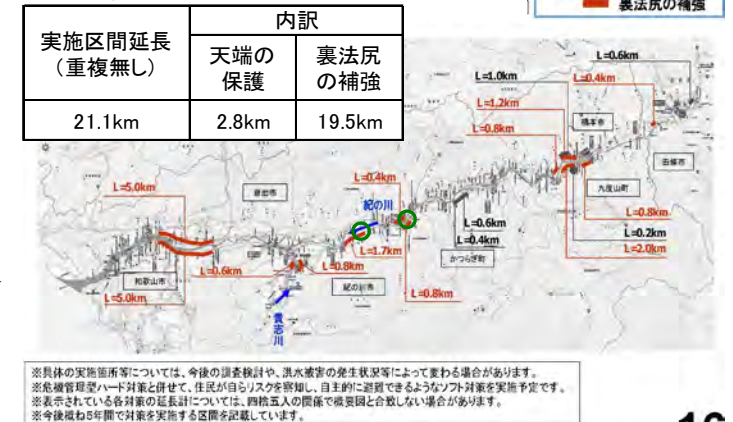 裏法尻の補強
実施区間延長
（重複無し）
内訳
天端の
保護
裏法尻
の補強
21.1km
2.8km
19.5km
L=0.6km
L=1.0km
L=0.4km
L=1.2km
橋本市
L=0.8km
五條市
L=0.4km
九度山町
L=5.0km
岩出市
紀の川
L=0.8km
L=0.6km
L=0.2km
L=1.7km
L=0.4km
L=2.0km
かつらぎ町
L=0.6km
L=0.8km
和歌山市
紀の川市
L=5.0km
L=0.8km
貴志川
※具体の実施箇所等については、今後の調査検討や、洪水被害の発生状況等によって変わる場合があります。
※危機管理型ハード対策と併せて、住民が自らリスクを察知し、自主的に避難できるようなソフト対策を実施予定です。
※表示されている各対策の延長計については、四捨五入の関係で概要図と合致しない場合があります。
※今後概ね5年間で対策を実施する区間を記載しています。